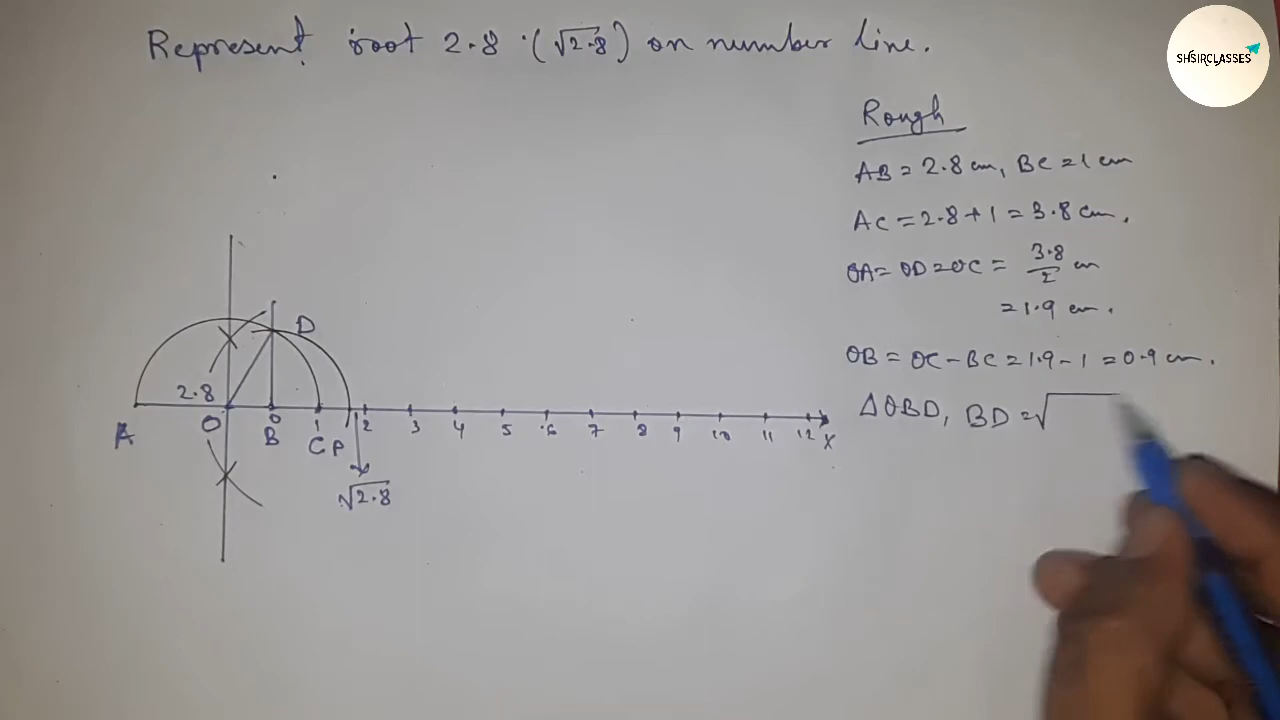 Represent root 2.8 (√2.8) on number line.
SHSIRCLASSES
Rough
AB = 2.8 cm, BC = 1 cm
AC = 2.8 + 1 = 3.8 cm.
OA = OD = OC = 3.8/2 cm
= 1.9 cm.
OB = OC - BC = 1.9 - 1 = 0.9 cm.
ΔOBD, BD = √
D
2.8
0 1 2 3 4 5 6 7 8 9 10 11 12 X
A O B C P
√2.8